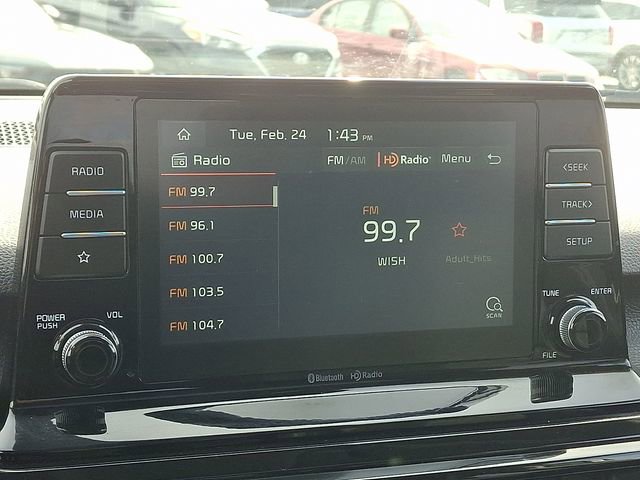 Tue, Feb. 24 1:43 PM
Radio FM/AM HD Radio Menu
FM 99.7
FM 96.1
FM 100.7
FM 103.5
FM 104.7
FM
99.7
WISH
Adult_Hits
SCAN
RADIO
MEDIA
POWER
PUSH
VOL
<SEEK
TRACK>
SETUP
TUNE
ENTER
FILE
Bluetooth HD Radio